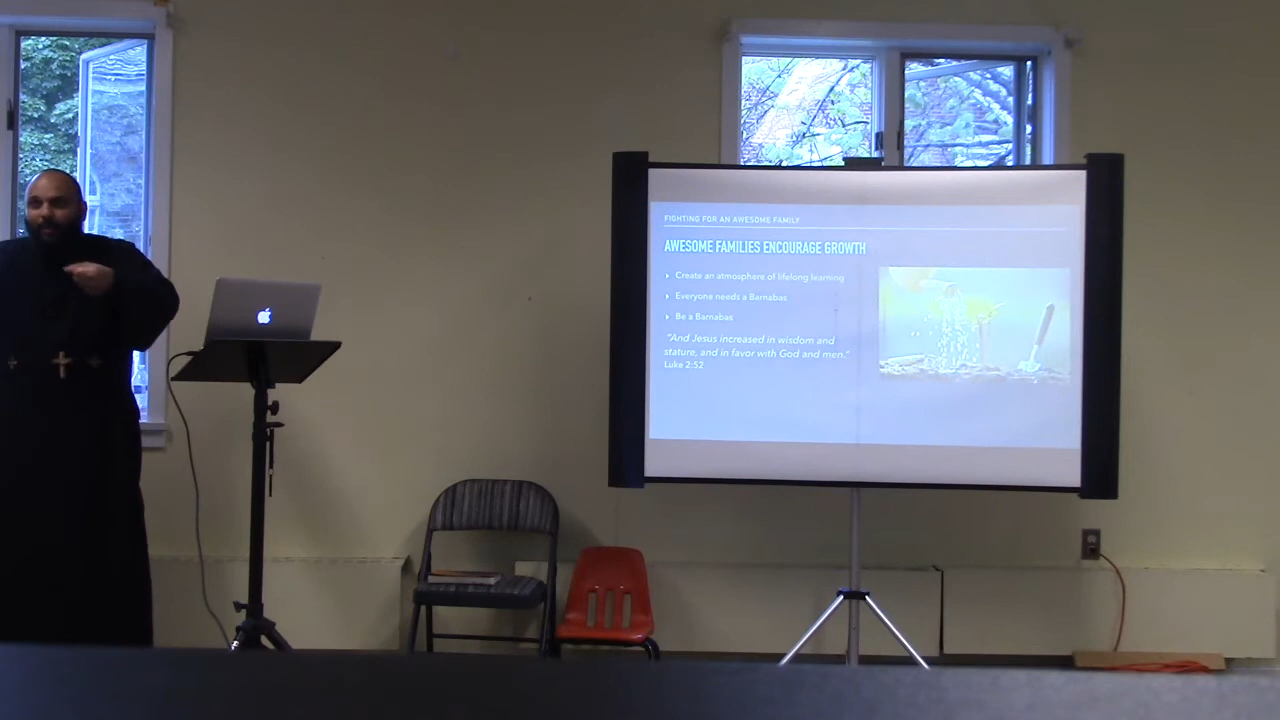 FIGHTING FOR AN AWESOME FAMILY
AWESOME FAMILIES ENCOURAGE GROWTH
Create an atmosphere of lifelong learning
Everyone needs a Barnabas
Be a Barnabas
"And Jesus increased in wisdom and
stature, and in favor with God and men."
Luke 2:52